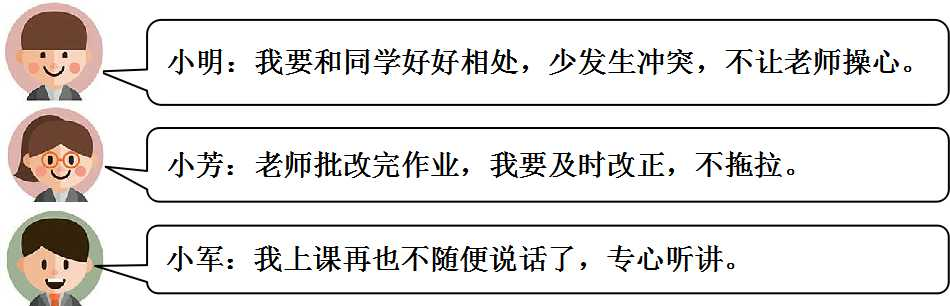 小明：我要和同学好好相处，少发生冲突，不让老师操心。
小芳：老师批改完作业，我要及时改正，不拖拉。
小军：我上课再也不随便说话了，专心听讲。